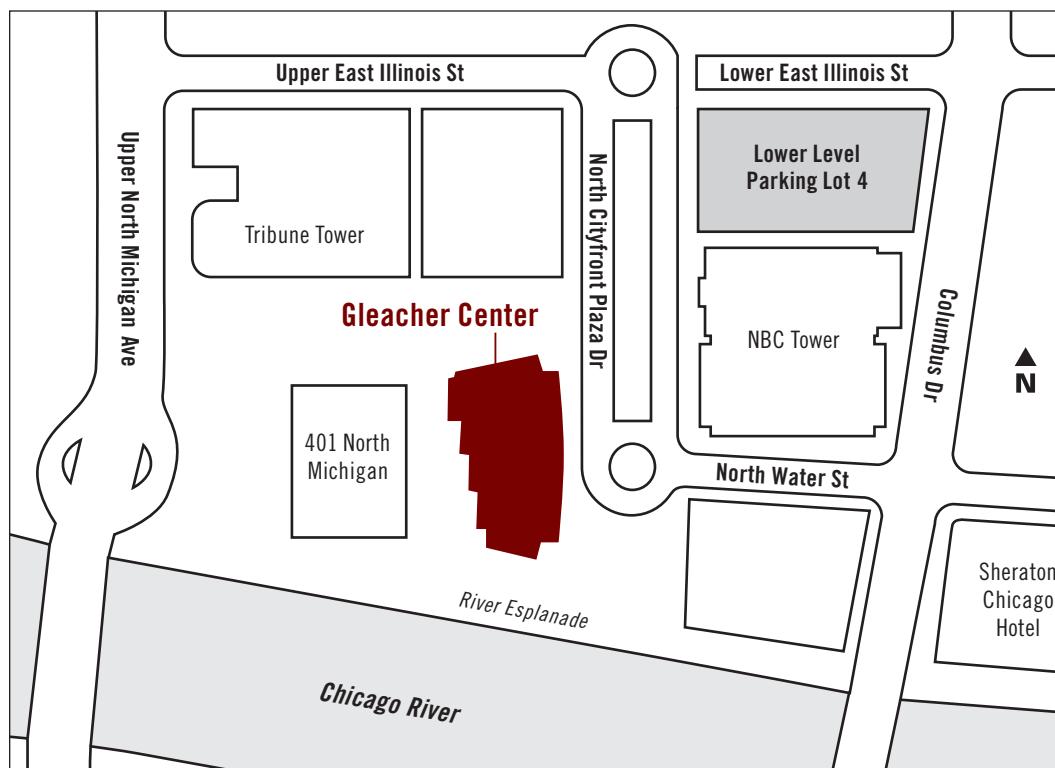 Upper East Illinois St
Lower East Illinois St
Upper North Michigan Ave
Tribune Tower
North Cityfront Plaza Dr
Lower Level
Parking Lot 4
Gleacher Center
NBC Tower
Columbus Dr
N
401 North
Michigan
North Water St
River Esplanade
Sheraton
Chicago
Hotel
Chicago River